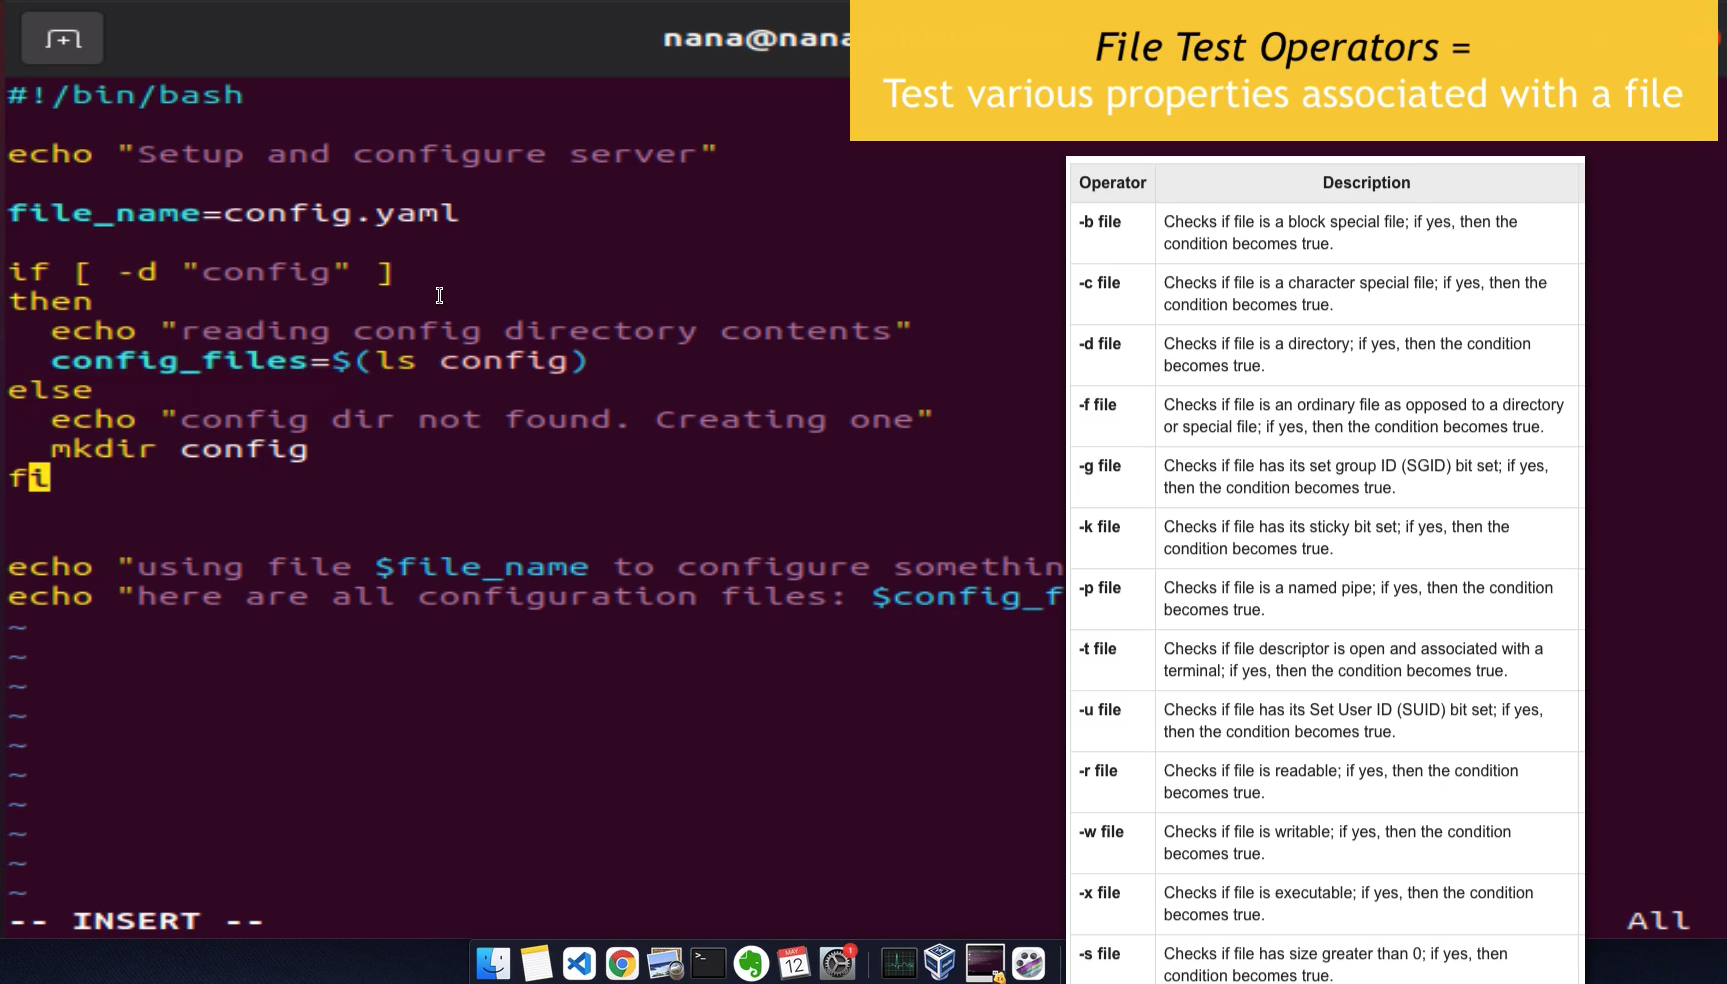 nana@nana
File Test Operators =
Test various properties associated with a file
#!/bin/bash
echo "Setup and configure server"
file_name=config.yaml
if [ -d "config" ]
then
  echo "reading config directory contents"
  config_files=$(ls config)
else
  echo "config dir not found. Creating one"
  mkdir config
fi
echo "using file $file_name to configure somethin
echo "here are all configuration files: $config_f
~
~
~
~
~
~
~
~
~
~
-- INSERT --
All
Operator Description
-b file Checks if file is a block special file; if yes, then the
condition becomes true.
-c file Checks if file is a character special file; if yes, then the
condition becomes true.
-d file Checks if file is a directory; if yes, then the condition
becomes true.
-f file Checks if file is an ordinary file as opposed to a directory
or special file; if yes, then the condition becomes true.
-g file Checks if file has its set group ID (SGID) bit set; if yes,
then the condition becomes true.
-k file Checks if file has its sticky bit set; if yes, then the
condition becomes true.
-p file Checks if file is a named pipe; if yes, then the condition
becomes true.
-t file Checks if file descriptor is open and associated with a
terminal; if yes, then the condition becomes true.
-u file Checks if file has its Set User ID (SUID) bit set; if yes,
then the condition becomes true.
-r file Checks if file is readable; if yes, then the condition
becomes true.
-w file Checks if file is writable; if yes, then the condition
becomes true.
-x file Checks if file is executable; if yes, then the condition
becomes true.
-s file Checks if file has size greater than 0; if yes, then
condition becomes true.
MAY
12
1